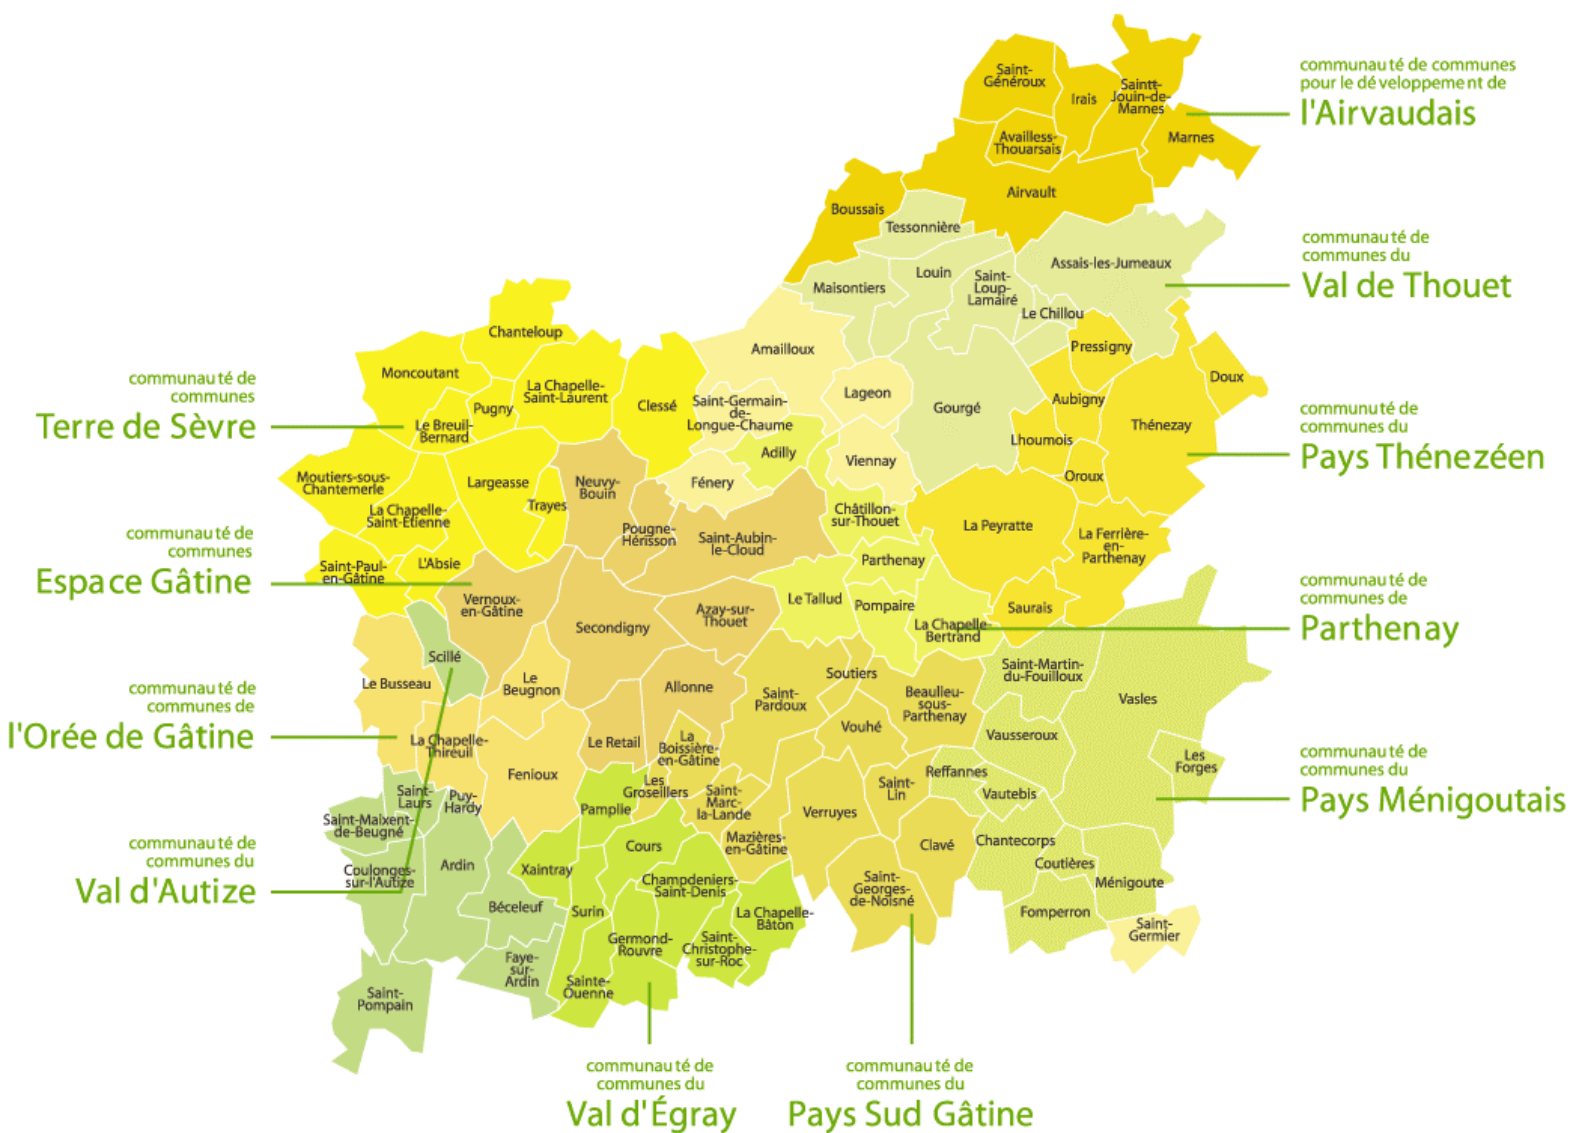 communauté de communes
pour le développement de
l'Airvaudais
communauté de
communes du
Val de Thouet
communuté de
communes du
Pays Thénezéen
communauté de
communes de
Parthenay
communauté de
communes du
Pays Ménigoutais
communauté de
communes
Terre de Sèvre
communauté de
communes
Espace Gâtine
communauté de
communes de
l'Orée de Gâtine
communauté de
communes du
Val d'Autize
communauté de
communes du
Val d'Égray
communauté de
communes du
Pays Sud Gâtine
Saint-
Généroux
Irais
Saintt-
Jouin-de-
Marnes
Marnes
Availless-
Thouarsais
Airvault
Boussais
Tessonnière
Louin
Maisontiers
Saint-
Loup-
Lamairé
Assais-les-Jumeaux
Le Chillou
Pressigny
Doux
Aubigny
Thénezay
Lhoumois
Oroux
Gourgé
Lageon
Amailloux
Viennay
Saint-Germain-
de-
Longue-Chaume
Adilly
Fénery
Clessé
Chanteloup
Moncoutant
La Chapelle-
Saint-Laurent
Pugny
Le Breuil-
Bernard
Moutiers-sous-
Chantemerle
La Chapelle-
Saint-Etienne
Largeasse
Trayes
Neuvy-
Bouin
Pougne-
Hérisson
Saint-Aubin-
le-Cloud
Châtillon-
sur-Thouet
La Peyratte
La Ferrière-
en-
Parthenay
Parthenay
Saurais
Le Tallud
Pompaire
La Chapelle-
Bertrand
Saint-Paul-
en-Gâtine
L'Absie
Vernoux-
en-Gâtine
Secondigny
Azay-sur-
Thouet
Scillé
Le Busseau
Le
Beugnon
Allonne
Saint-
Pardoux
Soutiers
Beaulieu-
sous-
Parthenay
Vouhé
Saint-Martin-
du-Fouilloux
Vasles
Vausseroux
Les
Forges
La Chapelle-
Thireuil
Fenioux
Le Retail
La
Boissière-
en-Gâtine
Les
Groseillers
Saint-
Marc-
la-Lande
Verruyes
Saint-
Lin
Reffannes
Vautebis
Saint-
Laurs
Puy-
Hardy
Saint-Maixent-
de-Beugné
Pamplie
Cours
Mazières-
en-Gâtine
Clavé
Chantecorps
Coutières
Ménigoute
Coulonges-
sur-l'Autize
Ardin
Xaintray
Champdeniers-
Saint-Denis
Saint-
Georges-
de-Noisné
Fomperron
Saint-
Germier
Béceleuf
Surin
La Chapelle-
Bâton
Germond-
Rouvre
Saint-
Christophe-
sur-Roc
Faye-
sur-
Ardin
Sainte-
Ouenne
Saint-
Pompain